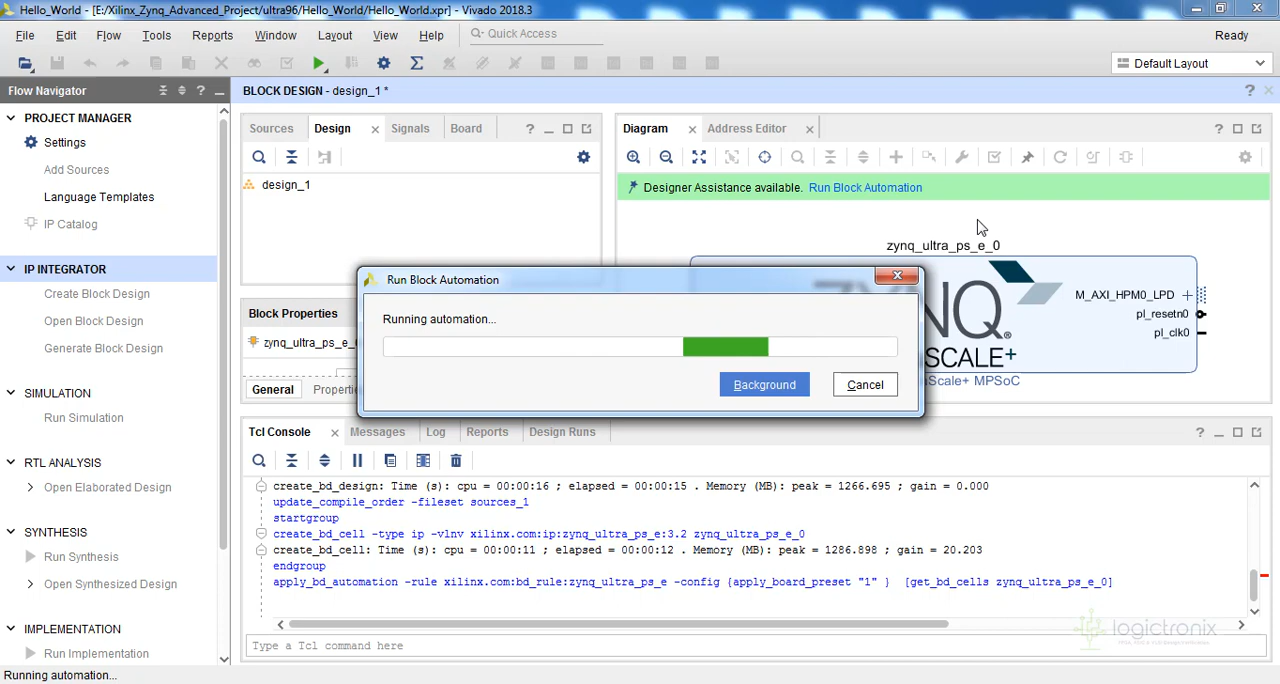 Hello_World - [E:/Xilinx_Zynq_Advanced_Project/ultra96/Hello_World/Hello_World.xpr] - Vivado 2018.3
File Edit Flow Tools Reports Window Layout View Help Quick Access Ready
Default Layout
Flow Navigator
PROJECT MANAGER
Settings
Add Sources
Language Templates
IP Catalog
IP INTEGRATOR
Create Block Design
Open Block Design
Generate Block Design
SIMULATION
Run Simulation
RTL ANALYSIS
Open Elaborated Design
SYNTHESIS
Run Synthesis
Open Synthesized Design
IMPLEMENTATION
Run Implementation
Running automation...
BLOCK DESIGN - design_1 *
Sources Design Signals Board
design_1
Block Properties
zynq_ultra_ps_e_
General Properti
Diagram Address Editor
Designer Assistance available. Run Block Automation
zynq_ultra_ps_e_0
M_AXI_HPM0_LPD
pl_resetn0
pl_clk0
NQ
SCALE+
Scale+ MPSoC
Run Block Automation
Running automation...
Background Cancel
Tcl Console Messages Log Reports Design Runs
create_bd_design: Time (s): cpu = 00:00:16 ; elapsed = 00:00:15 . Memory (MB): peak = 1266.695 ; gain = 0.000
update_compile_order -fileset sources_1
startgroup
create_bd_cell -type ip -vlnv xilinx.com:ip:zynq_ultra_ps_e:3.2 zynq_ultra_ps_e_0
create_bd_cell: Time (s): cpu = 00:00:11 ; elapsed = 00:00:12 . Memory (MB): peak = 1286.898 ; gain = 20.203
endgroup
apply_bd_automation -rule xilinx.com:bd_rule:zynq_ultra_ps_e -config {apply_board_preset "1" } [get_bd_cells zynq_ultra_ps_e_0]
Type a Tcl command here
logictronix